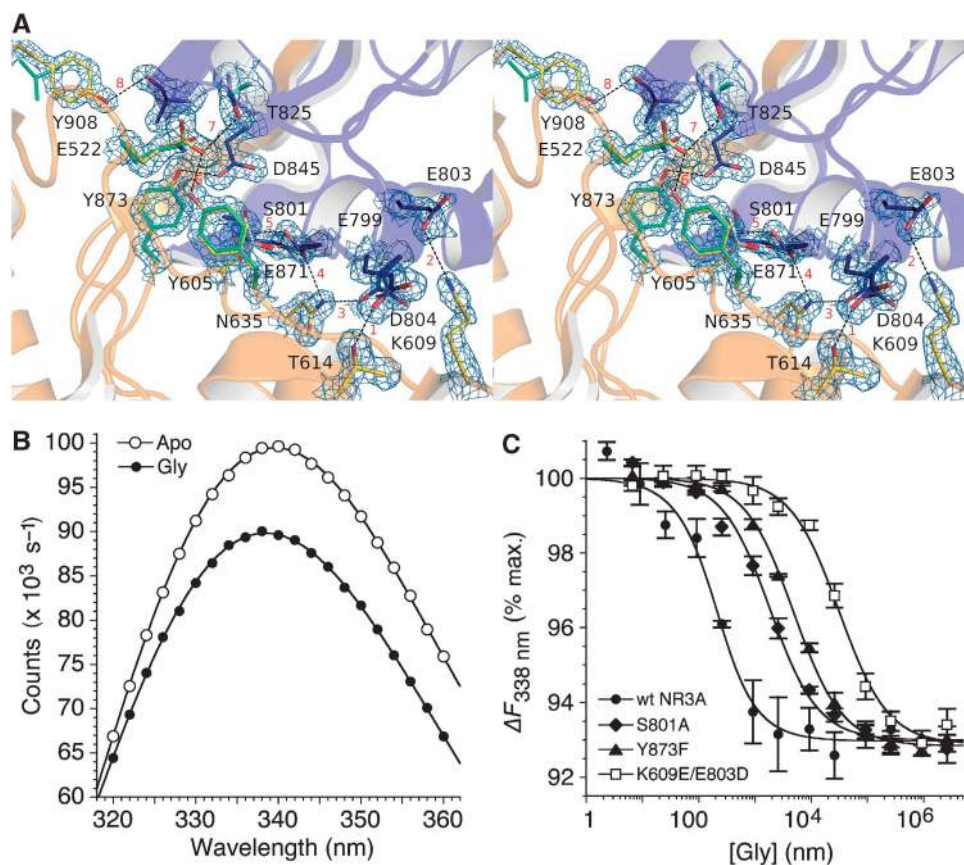 A
8
Y908
E522
7
T825
D845
E803
Y873
S801
5
E799
Y605
E871
4
2
N635
3
D804
1
K609
T614
8
Y908
E522
7
T825
D845
E803
Y873
S801
5
E799
Y605
E871
4
2
N635
3
D804
1
K609
T614
B
Apo
Gly
100
95
90
85
80
75
70
65
60
Counts (x 10³ s⁻¹)
320 330 340 350 360
Wavelength (nm)
C
100
98
96
94
92
ΔF338 nm (% max.)
wt NR3A
S801A
Y873F
K609E/E803D
1 100 10⁴ 10⁶
[Gly] (nm)